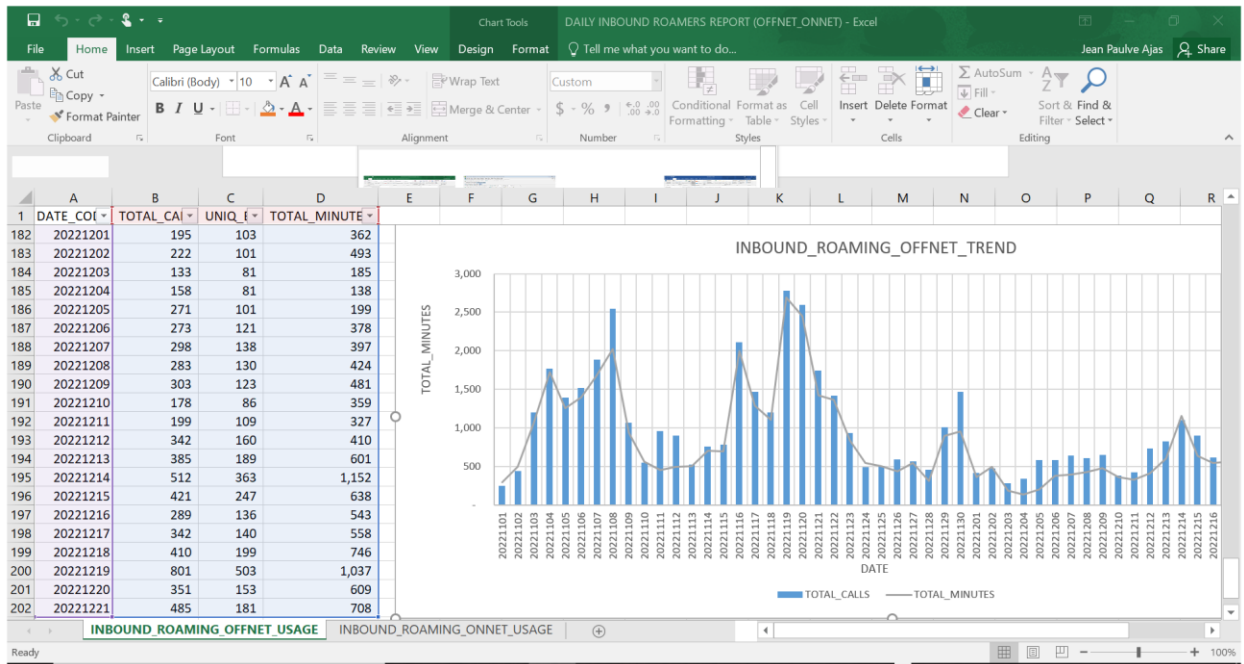 Chart Tools
DAILY INBOUND ROAMERS REPORT (OFFNET_ONNET) - Excel
File Home Insert Page Layout Formulas Data Review View Design Format Tell me what you want to do... Jean Paulve Ajas Share
Paste
Cut
Copy
Format Painter
Clipboard
Calibri (Body) 10 A A
B I U A
Font
Wrap Text
Merge & Center
Alignment
Custom
$ % ,
Number
Conditional Formatting
Format as Table
Cell Styles
Styles
Insert Delete Format
Cells
AutoSum
Fill
Clear
Sort & Filter
Find & Select
Editing
A B C D E F G H I J K L M N O P Q R
1 DATE_COD TOTAL_CAL UNIQ_ TOTAL_MINUTE
182 20221201 195 103 362
183 20221202 222 101 493
184 20221203 133 81 185
185 20221204 158 81 138
186 20221205 271 101 199
187 20221206 273 121 378
188 20221207 298 138 397
189 20221208 283 130 424
190 20221209 303 123 481
191 20221210 178 86 359
192 20221211 199 109 327
193 20221212 342 160 410
194 20221213 385 189 601
195 20221214 512 363 1,152
196 20221215 421 247 638
197 20221216 289 136 543
198 20221217 342 140 558
199 20221218 410 199 746
200 20221219 801 503 1,037
201 20221220 351 153 609
202 20221221 485 181 708
INBOUND_ROAMING_OFFNET_TREND
TOTAL_MINUTES
3,000
2,500
2,000
1,500
1,000
500
-
20221101 20221102 20221103 20221104 20221105 20221106 20221107 20221108 20221109 20221110 20221111 20221112 20221113 20221114 20221115 20221116 20221117 20221118 20221119 20221120 20221121 20221122 20221123 20221124 20221125 20221126 20221127 20221128 20221129 20221130 20221201 20221202 20221203 20221204 20221205 20221206 20221207 20221208 20221209 20221210 20221211 20221212 20221213 20221214 20221215 20221216
DATE
TOTAL_CALLS TOTAL_MINUTES
INBOUND_ROAMING_OFFNET_USAGE INBOUND_ROAMING_ONNET_USAGE
Ready
100%